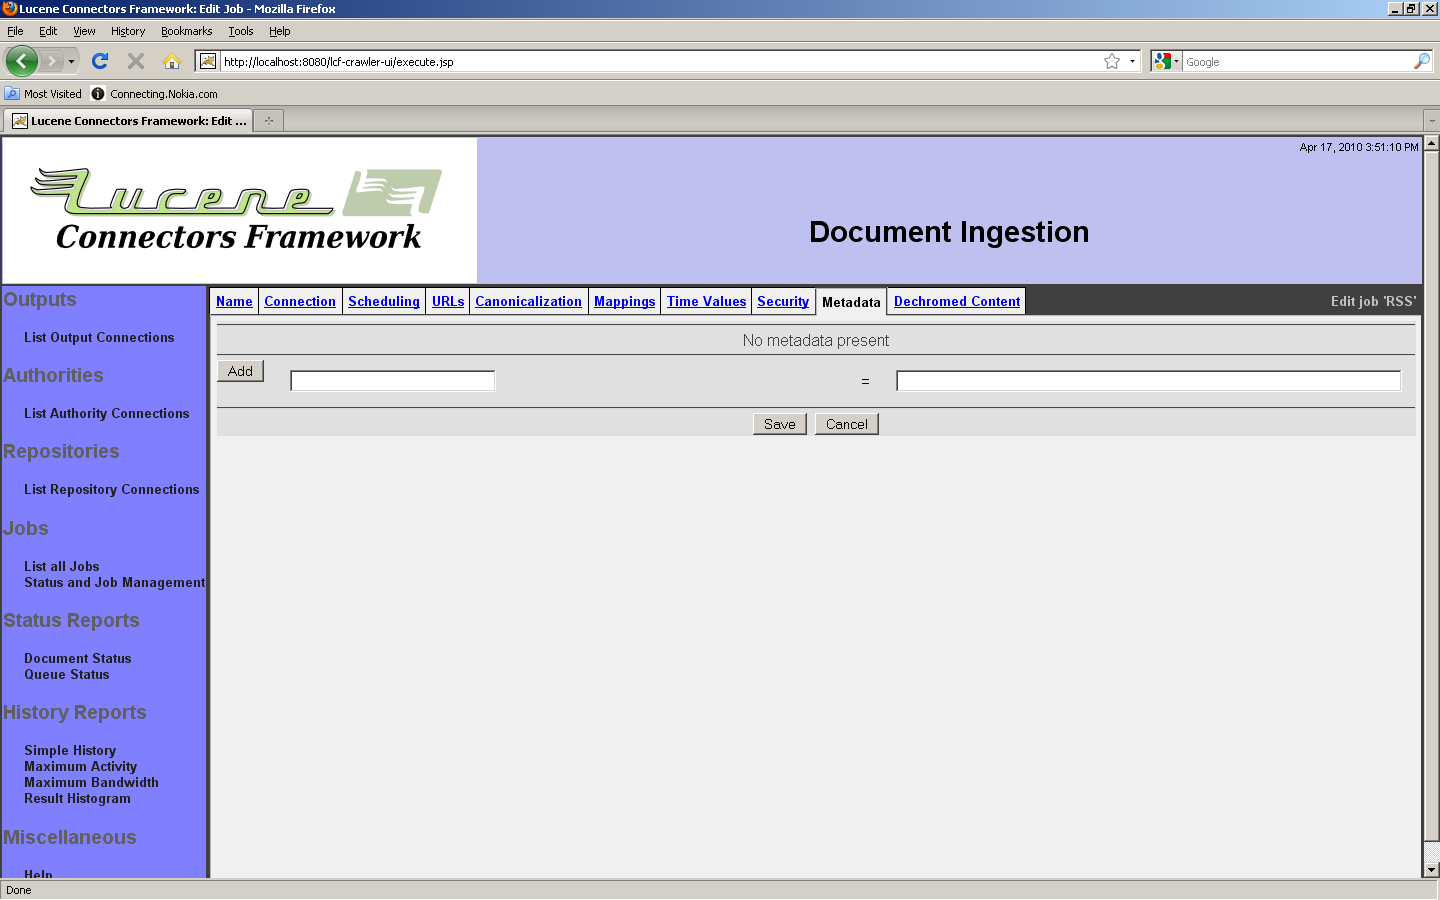 Lucene Connectors Framework: Edit Job - Mozilla Firefox
File Edit View History Bookmarks Tools Help
http://localhost:8080/lcf-crawler-ui/execute.jsp
Google
Most Visited Connecting.Nokia.com
Lucene Connectors Framework: Edit ...
Apr 17, 2010 3:51:10 PM
Lucene
Connectors Framework
Document Ingestion
Name Connection Scheduling URLs Canonicalization Mappings Time Values Security Metadata Dechromed Content Edit job 'RSS'
No metadata present
Add =
Save Cancel
Outputs
List Output Connections
Authorities
List Authority Connections
Repositories
List Repository Connections
Jobs
List all Jobs
Status and Job Management
Status Reports
Document Status
Queue Status
History Reports
Simple History
Maximum Activity
Maximum Bandwidth
Result Histogram
Miscellaneous
Help
Done